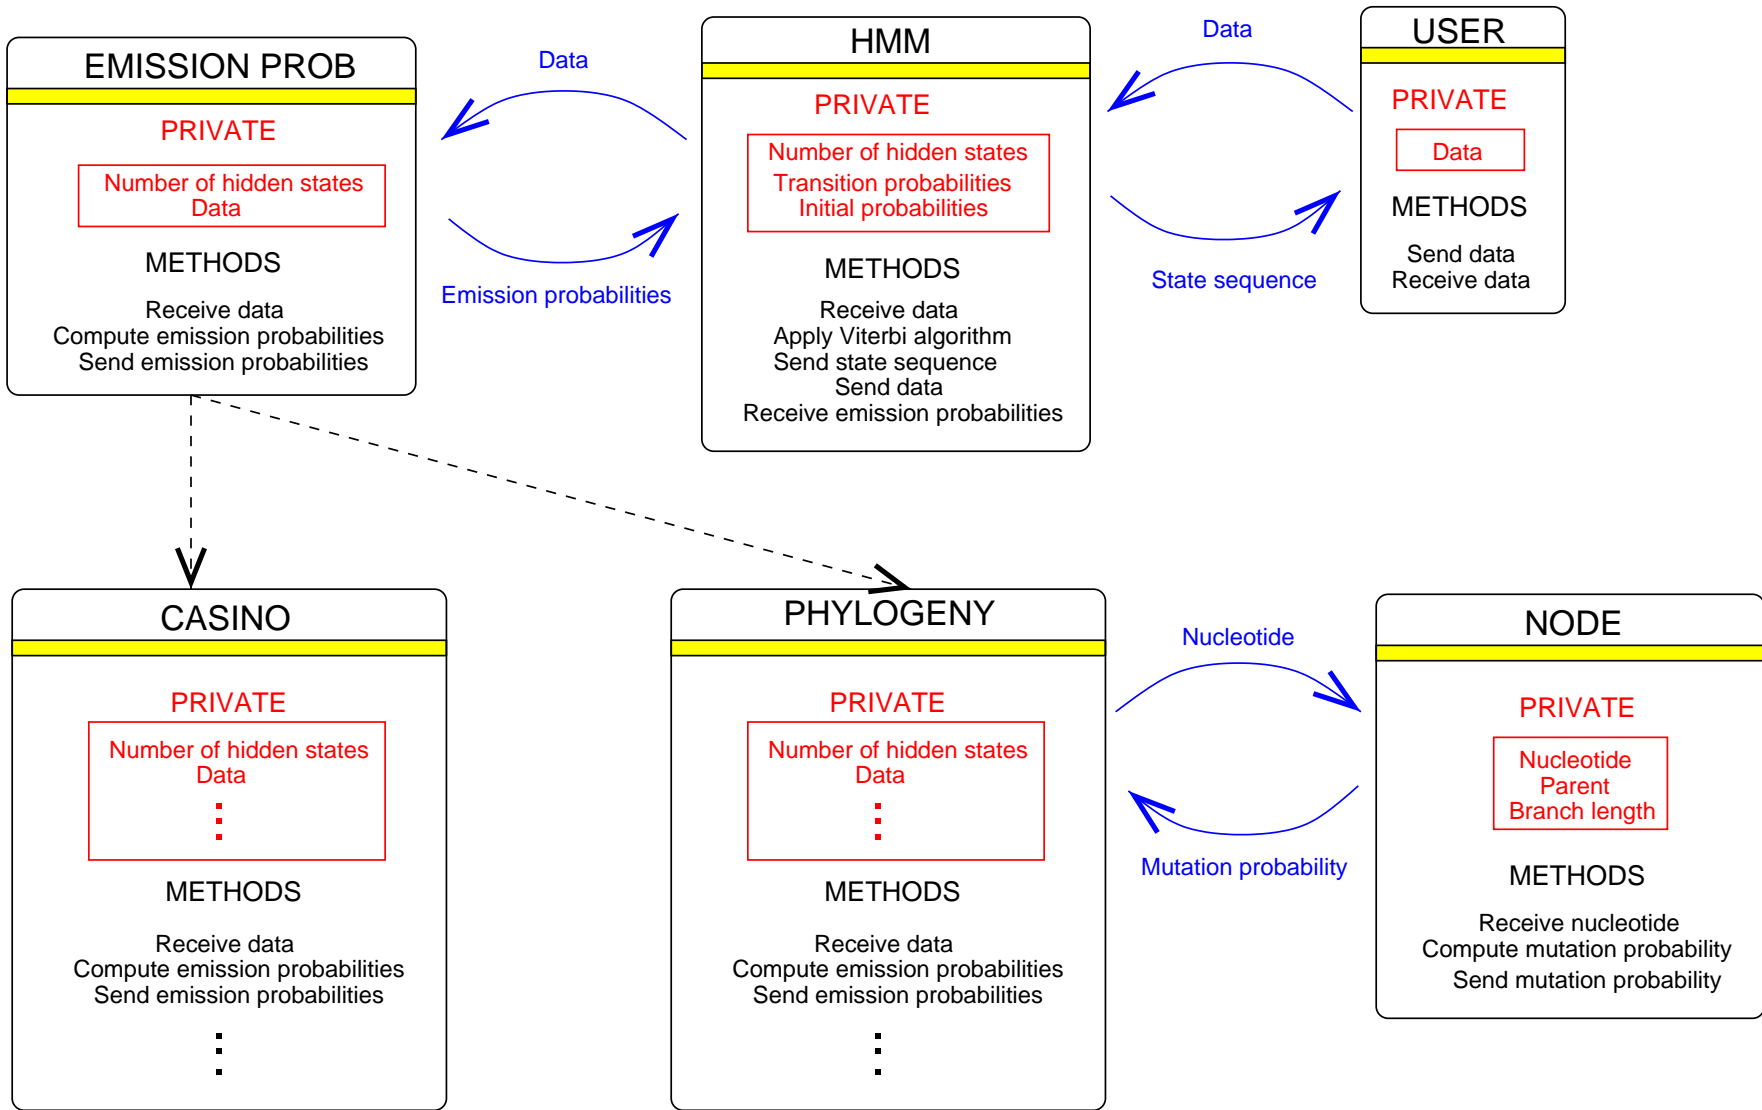 EMISSION PROB
PRIVATE
Number of hidden states
Data
METHODS
Receive data
Compute emission probabilities
Send emission probabilities
Data
Emission probabilities
HMM
PRIVATE
Number of hidden states
Transition probabilities
Initial probabilities
METHODS
Receive data
Apply Viterbi algorithm
Send state sequence
Send data
Receive emission probabilities
Data
State sequence
USER
PRIVATE
Data
METHODS
Send data
Receive data
CASINO
PRIVATE
Number of hidden states
Data
METHODS
Receive data
Compute emission probabilities
Send emission probabilities
PHYLOGENY
PRIVATE
Number of hidden states
Data
METHODS
Receive data
Compute emission probabilities
Send emission probabilities
Nucleotide
Mutation probability
NODE
PRIVATE
Nucleotide
Parent
Branch length
METHODS
Receive nucleotide
Compute mutation probability
Send mutation probability